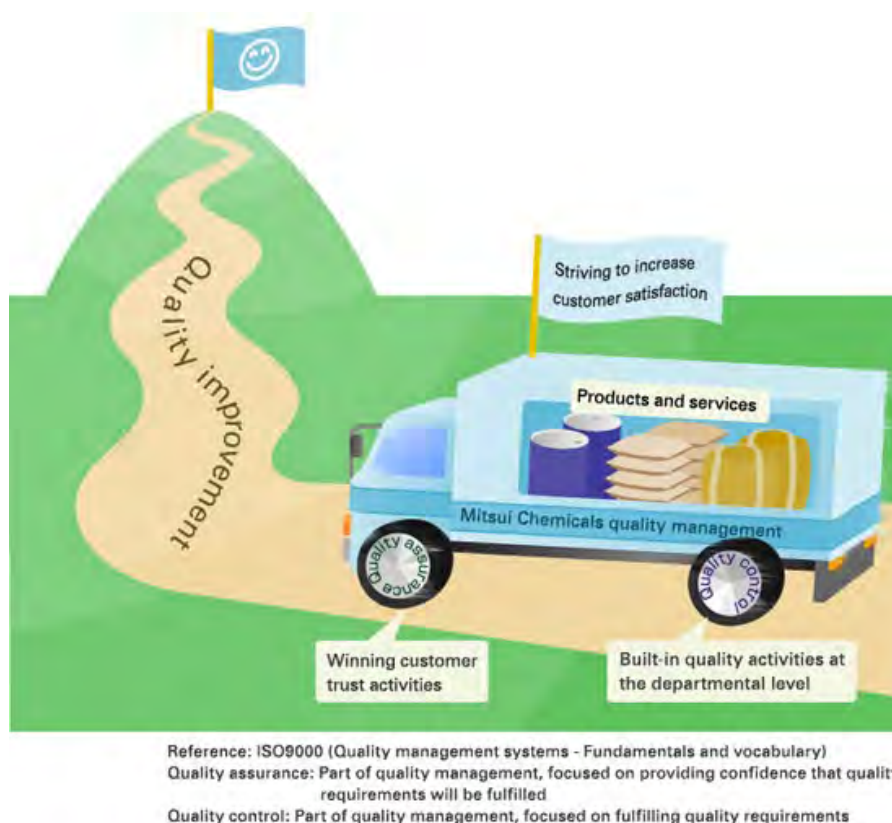 Striving to increase
customer satisfaction
Products and services
Quality improvement
Mitsui Chemicals quality management
Quality assurance
Quality control
Winning customer
trust activities
Built-in quality activities at
the departmental level
Reference: ISO9000 (Quality management systems - Fundamentals and vocabulary)
Quality assurance: Part of quality management, focused on providing confidence that quality
requirements will be fulfilled
Quality control: Part of quality management, focused on fulfilling quality requirements